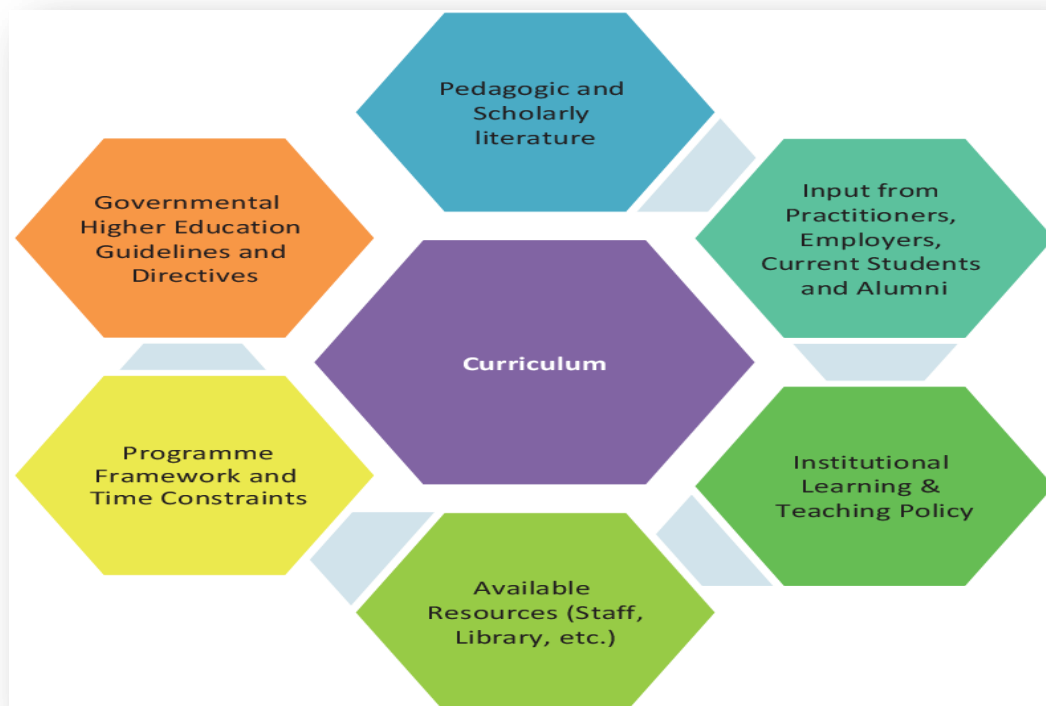 Pedagogic and
Scholarly
literature
Input from
Practitioners,
Employers,
Current Students
and Alumni
Institutional
Learning &
Teaching Policy
Available
Resources (Staff,
Library, etc.)
Programme
Framework and
Time Constraints
Governmental
Higher Education
Guidelines and
Directives
Curriculum